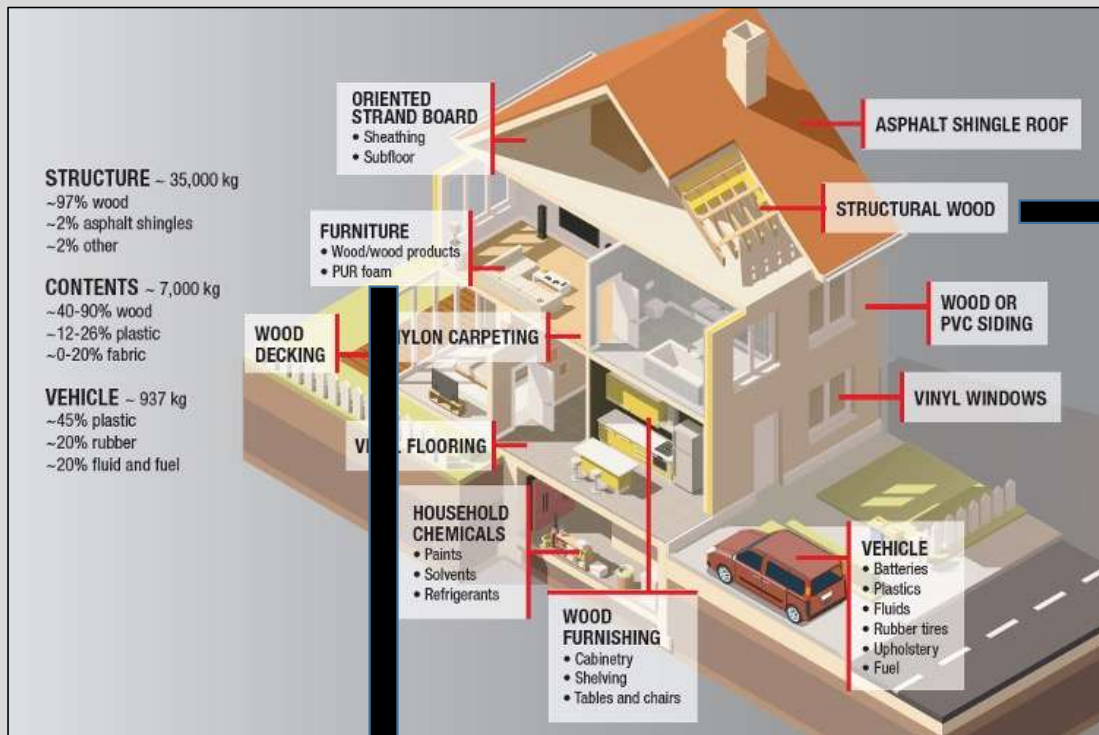 ORIENTED
STRAND BOARD
• Sheathing
• Subfloor
ASPHALT SHINGLE ROOF
STRUCTURE ~ 35,000 kg
~97% wood
~2% asphalt shingles
~2% other
STRUCTURAL WOOD
FURNITURE
• Wood/wood products
• PUR foam
CONTENTS ~ 7,000 kg
~40-90% wood
~12-26% plastic
~0-20% fabric
WOOD OR
PVC SIDING
WOOD
DECKING
NYLON CARPETING
VEHICLE ~ 937 kg
~45% plastic
~20% rubber
~20% fluid and fuel
VINYL WINDOWS
FLOORING
HOUSEHOLD
CHEMICALS
• Paints
• Solvents
• Refrigerants
VEHICLE
• Batteries
• Plastics
• Fluids
• Rubber tires
• Upholstery
• Fuel
WOOD
FURNISHING
• Cabinetry
• Shelving
• Tables and chairs